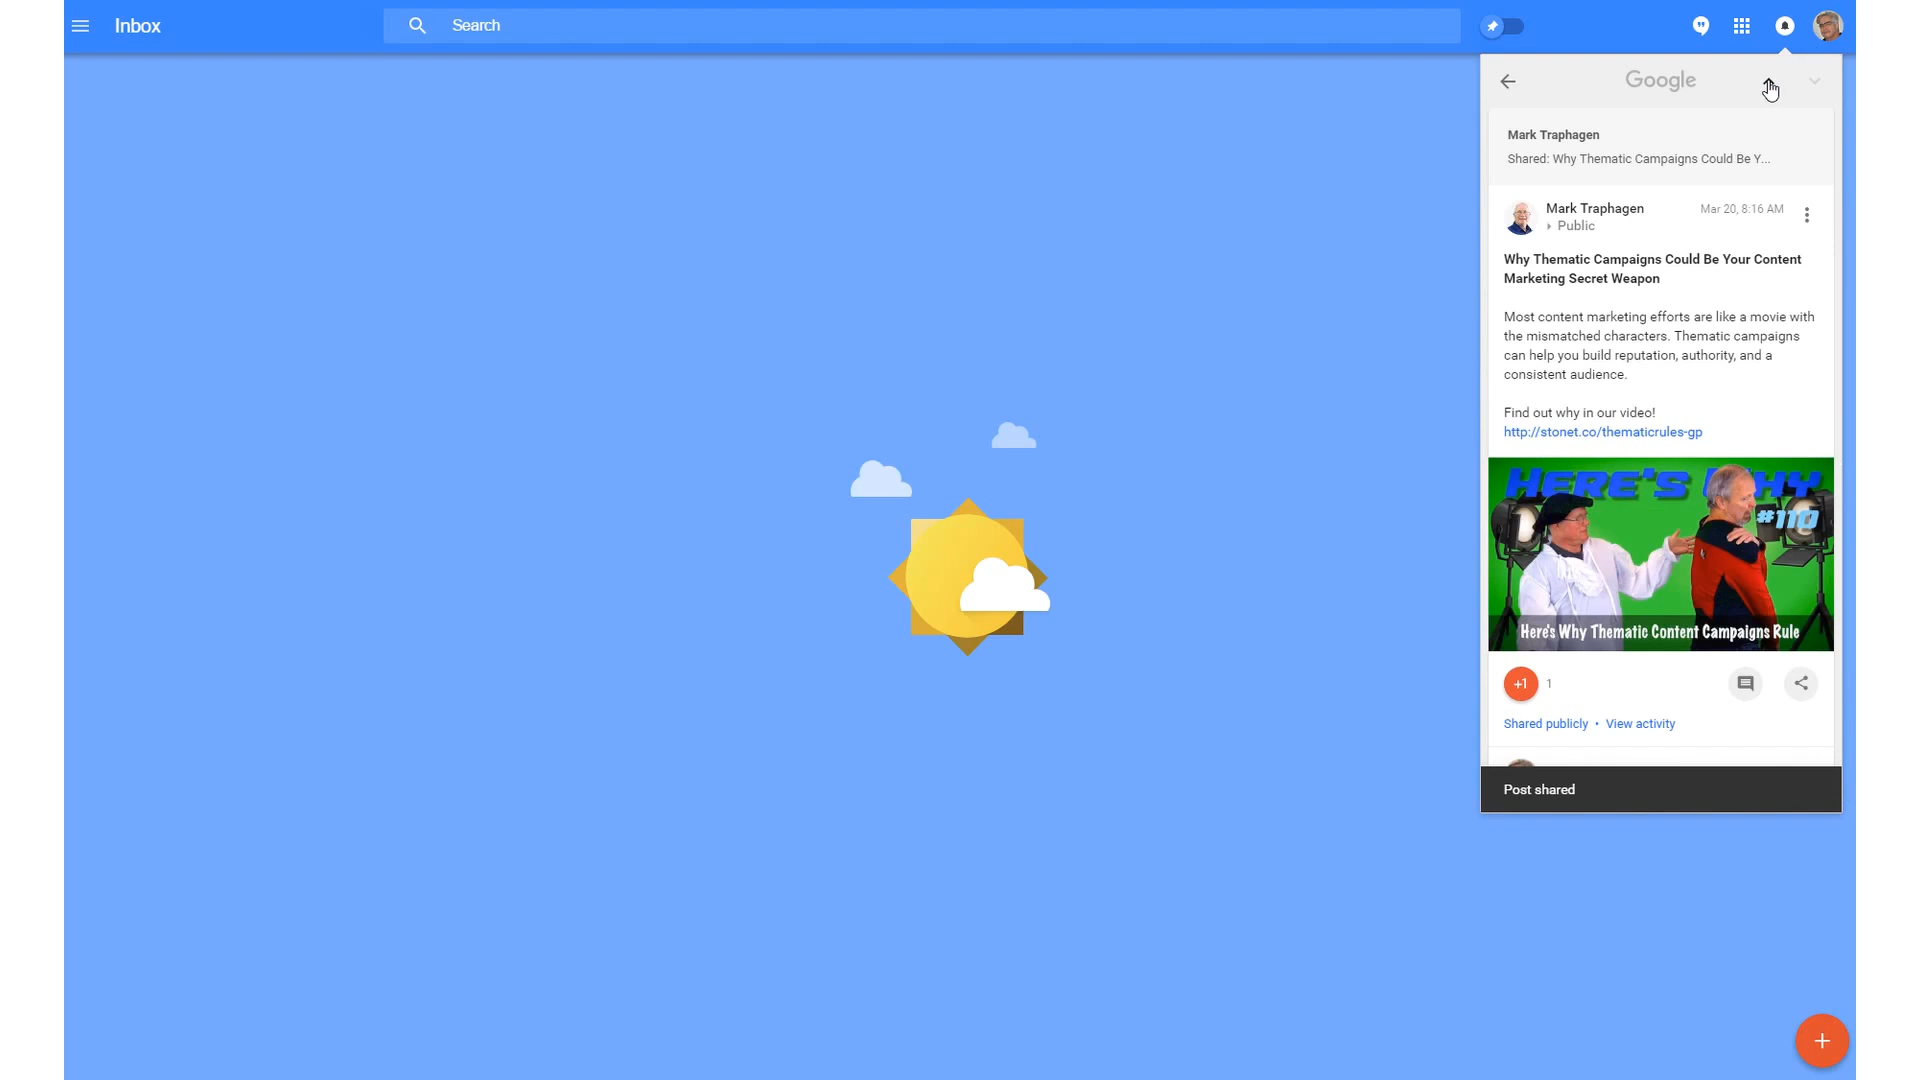 Inbox
Search
Google
Mark Traphagen
Shared: Why Thematic Campaigns Could Be Y...
Mark Traphagen
Mar 20, 8:16 AM
Public
Why Thematic Campaigns Could Be Your Content
Marketing Secret Weapon
Most content marketing efforts are like a movie with
the mismatched characters. Thematic campaigns
can help you build reputation, authority, and a
consistent audience.
Find out why in our video!
http://stonet.co/thematicrules-gp
HERE'S WHY
#110
Here's Why Thematic Content Campaigns Rule
+1
1
Shared publicly • View activity
Post shared